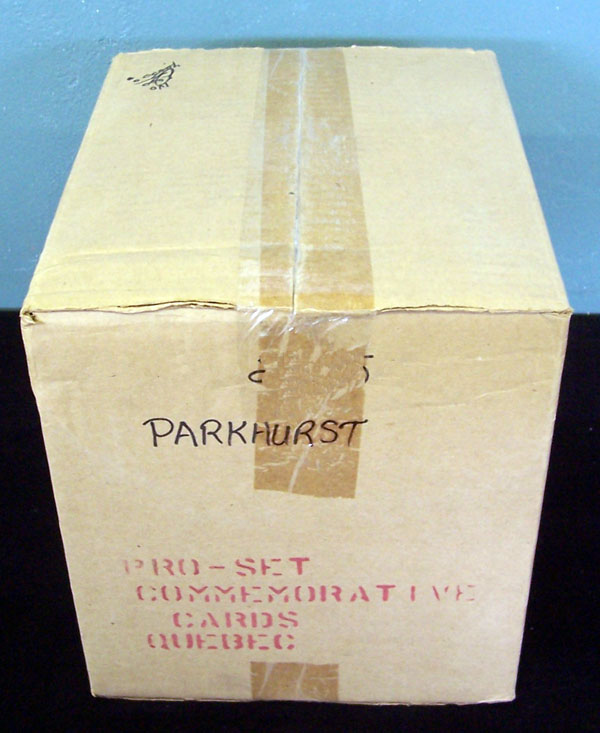 PARKHURST
PRO-SET
COMMEMORATIVE
CARDS
QUEBEC